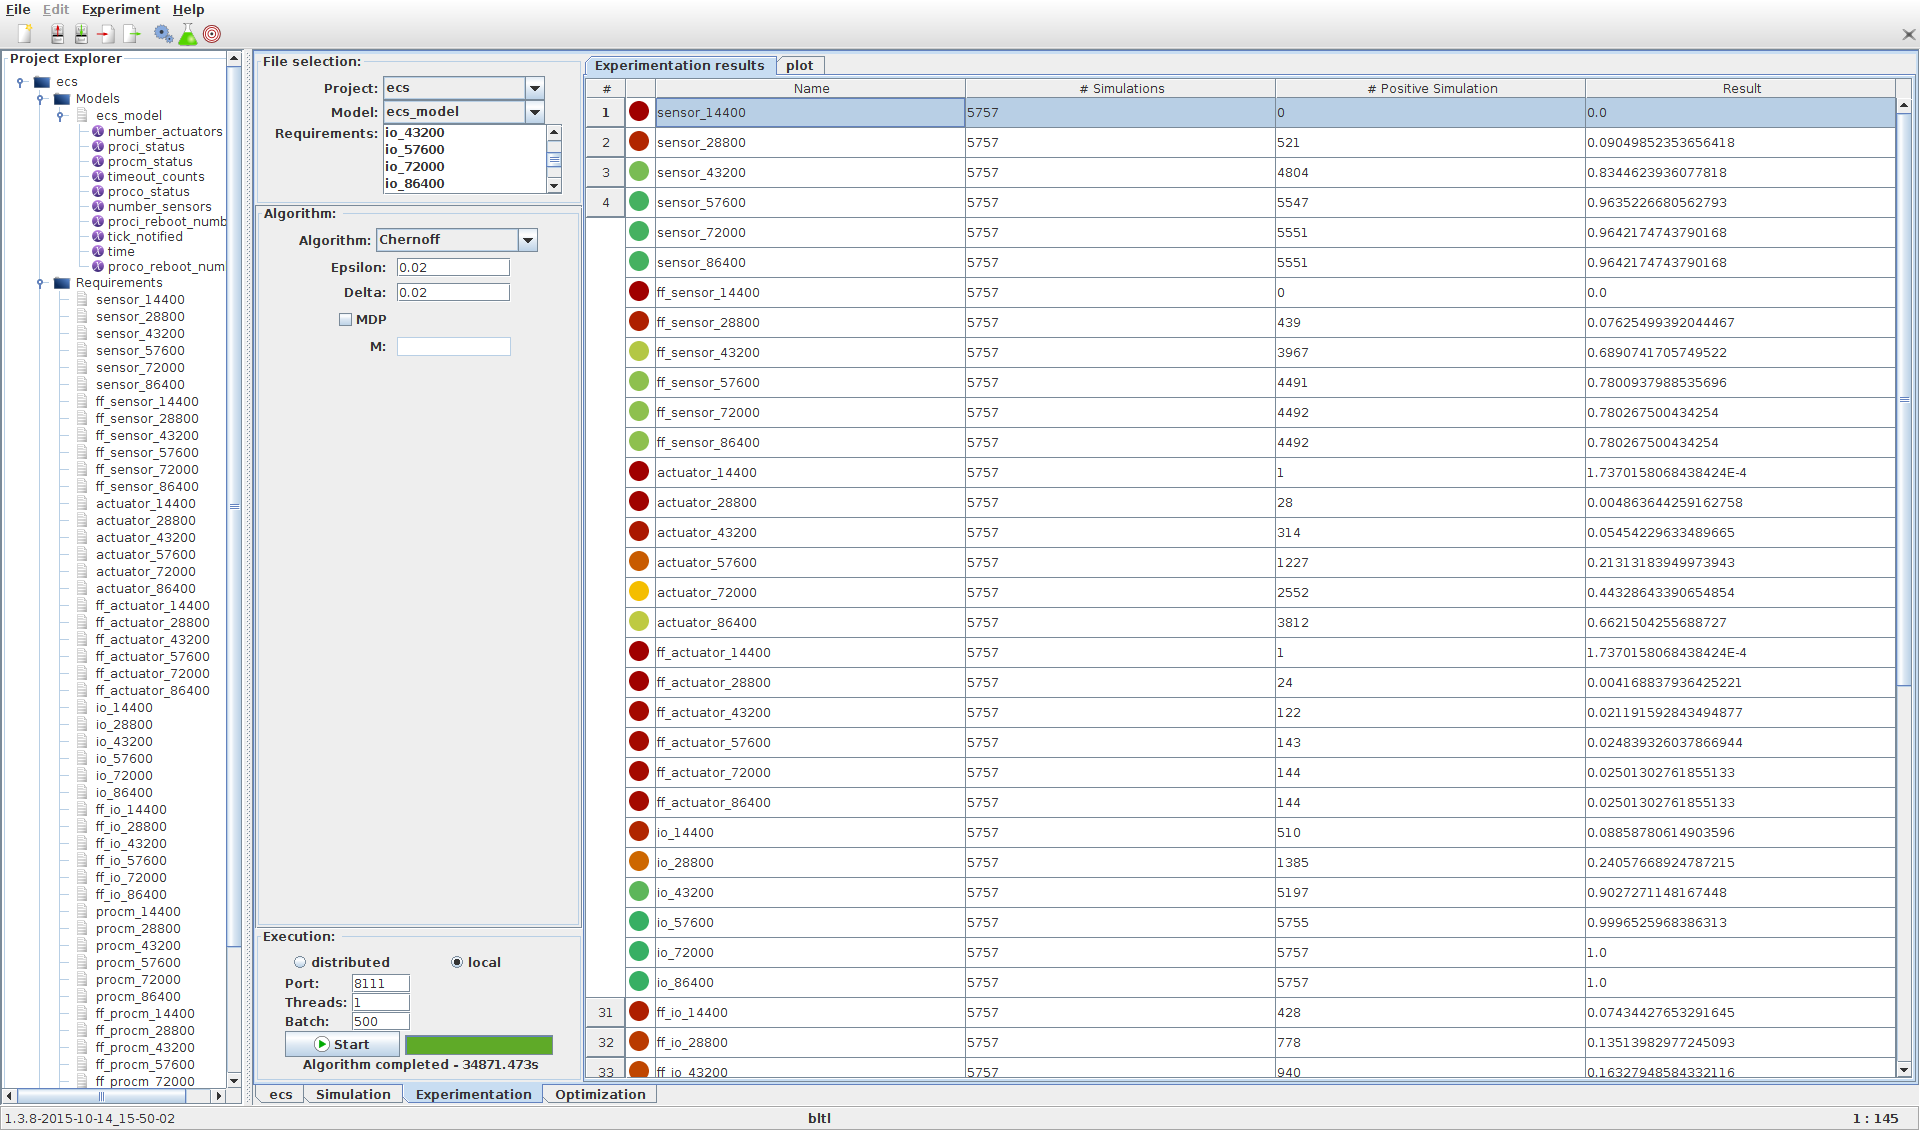 File Edit Experiment Help
Project Explorer
ecs
Models
ecs_model
number_actuators
proci_status
procm_status
timeout_counts
proco_status
number_sensors
proci_reboot_numb
tick_notified
time
proco_reboot_num
Requirements
sensor_14400
sensor_28800
sensor_43200
sensor_57600
sensor_72000
sensor_86400
ff_sensor_14400
ff_sensor_28800
ff_sensor_43200
ff_sensor_57600
ff_sensor_72000
ff_sensor_86400
actuator_14400
actuator_28800
actuator_43200
actuator_57600
actuator_72000
actuator_86400
ff_actuator_14400
ff_actuator_28800
ff_actuator_43200
ff_actuator_57600
ff_actuator_72000
ff_actuator_86400
io_14400
io_28800
io_43200
io_57600
io_72000
io_86400
ff_io_14400
ff_io_28800
ff_io_43200
ff_io_57600
ff_io_72000
ff_io_86400
procm_14400
procm_28800
procm_43200
procm_57600
procm_72000
procm_86400
ff_procm_14400
ff_procm_28800
ff_procm_43200
ff_procm_57600
ff_procm_72000
File selection:
Project: ecs
Model: ecs_model
Requirements: io_43200
io_57600
io_72000
io_86400
Algorithm:
Algorithm: Chernoff
Epsilon: 0.02
Delta: 0.02
MDP
M:
Execution:
distributed local
Port: 8111
Threads: 1
Batch: 500
Start
Algorithm completed - 34871.473s
Experimentation results plot
# Name # Simulations # Positive Simulation Result
1 sensor_14400 5757 0 0.0
2 sensor_28800 5757 521 0.09049852353656418
3 sensor_43200 5757 4804 0.8344623936077818
4 sensor_57600 5757 5547 0.9635226680562793
sensor_72000 5757 5551 0.9642174743790168
sensor_86400 5757 5551 0.9642174743790168
ff_sensor_14400 5757 0 0.0
ff_sensor_28800 5757 439 0.07625499392044467
ff_sensor_43200 5757 3967 0.6890741705749522
ff_sensor_57600 5757 4491 0.7800937988535696
ff_sensor_72000 5757 4492 0.780267500434254
ff_sensor_86400 5757 4492 0.780267500434254
actuator_14400 5757 1 1.7370158068438424E-4
actuator_28800 5757 28 0.004863644259162758
actuator_43200 5757 314 0.05454229633489665
actuator_57600 5757 1227 0.21313183949973943
actuator_72000 5757 2552 0.44328643390654854
actuator_86400 5757 3812 0.6621504255688727
ff_actuator_14400 5757 1 1.7370158068438424E-4
ff_actuator_28800 5757 24 0.004168837936425221
ff_actuator_43200 5757 122 0.021191592843494877
ff_actuator_57600 5757 143 0.024839326037866944
ff_actuator_72000 5757 144 0.02501302761855133
ff_actuator_86400 5757 144 0.02501302761855133
io_14400 5757 510 0.08858780614903596
io_28800 5757 1385 0.24057668924787215
io_43200 5757 5197 0.9027271148167448
io_57600 5757 5755 0.9996525968386313
io_72000 5757 5757 1.0
io_86400 5757 5757 1.0
31 ff_io_14400 5757 428 0.07434427653291645
32 ff_io_28800 5757 778 0.13513982977245093
33 ff_io_43200 5757 940 0.16327948584332116
ecs Simulation Experimentation Optimization
1.3.8-2015-10-14_15-50-02 bltl 1 : 145